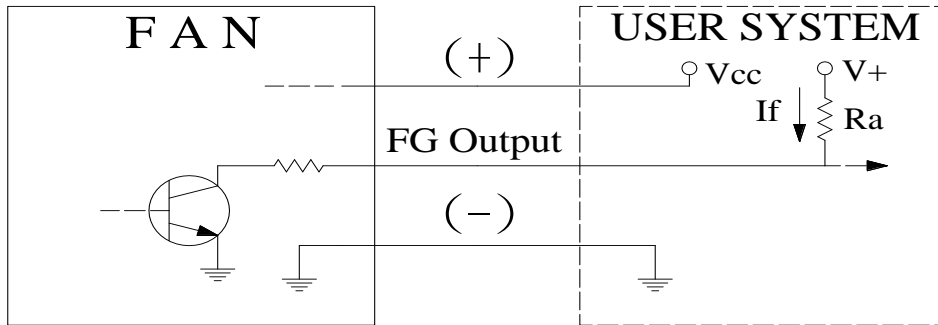 F A N
USER SYSTEM
(+)
Vcc
V+
If
Ra
FG Output
(-)